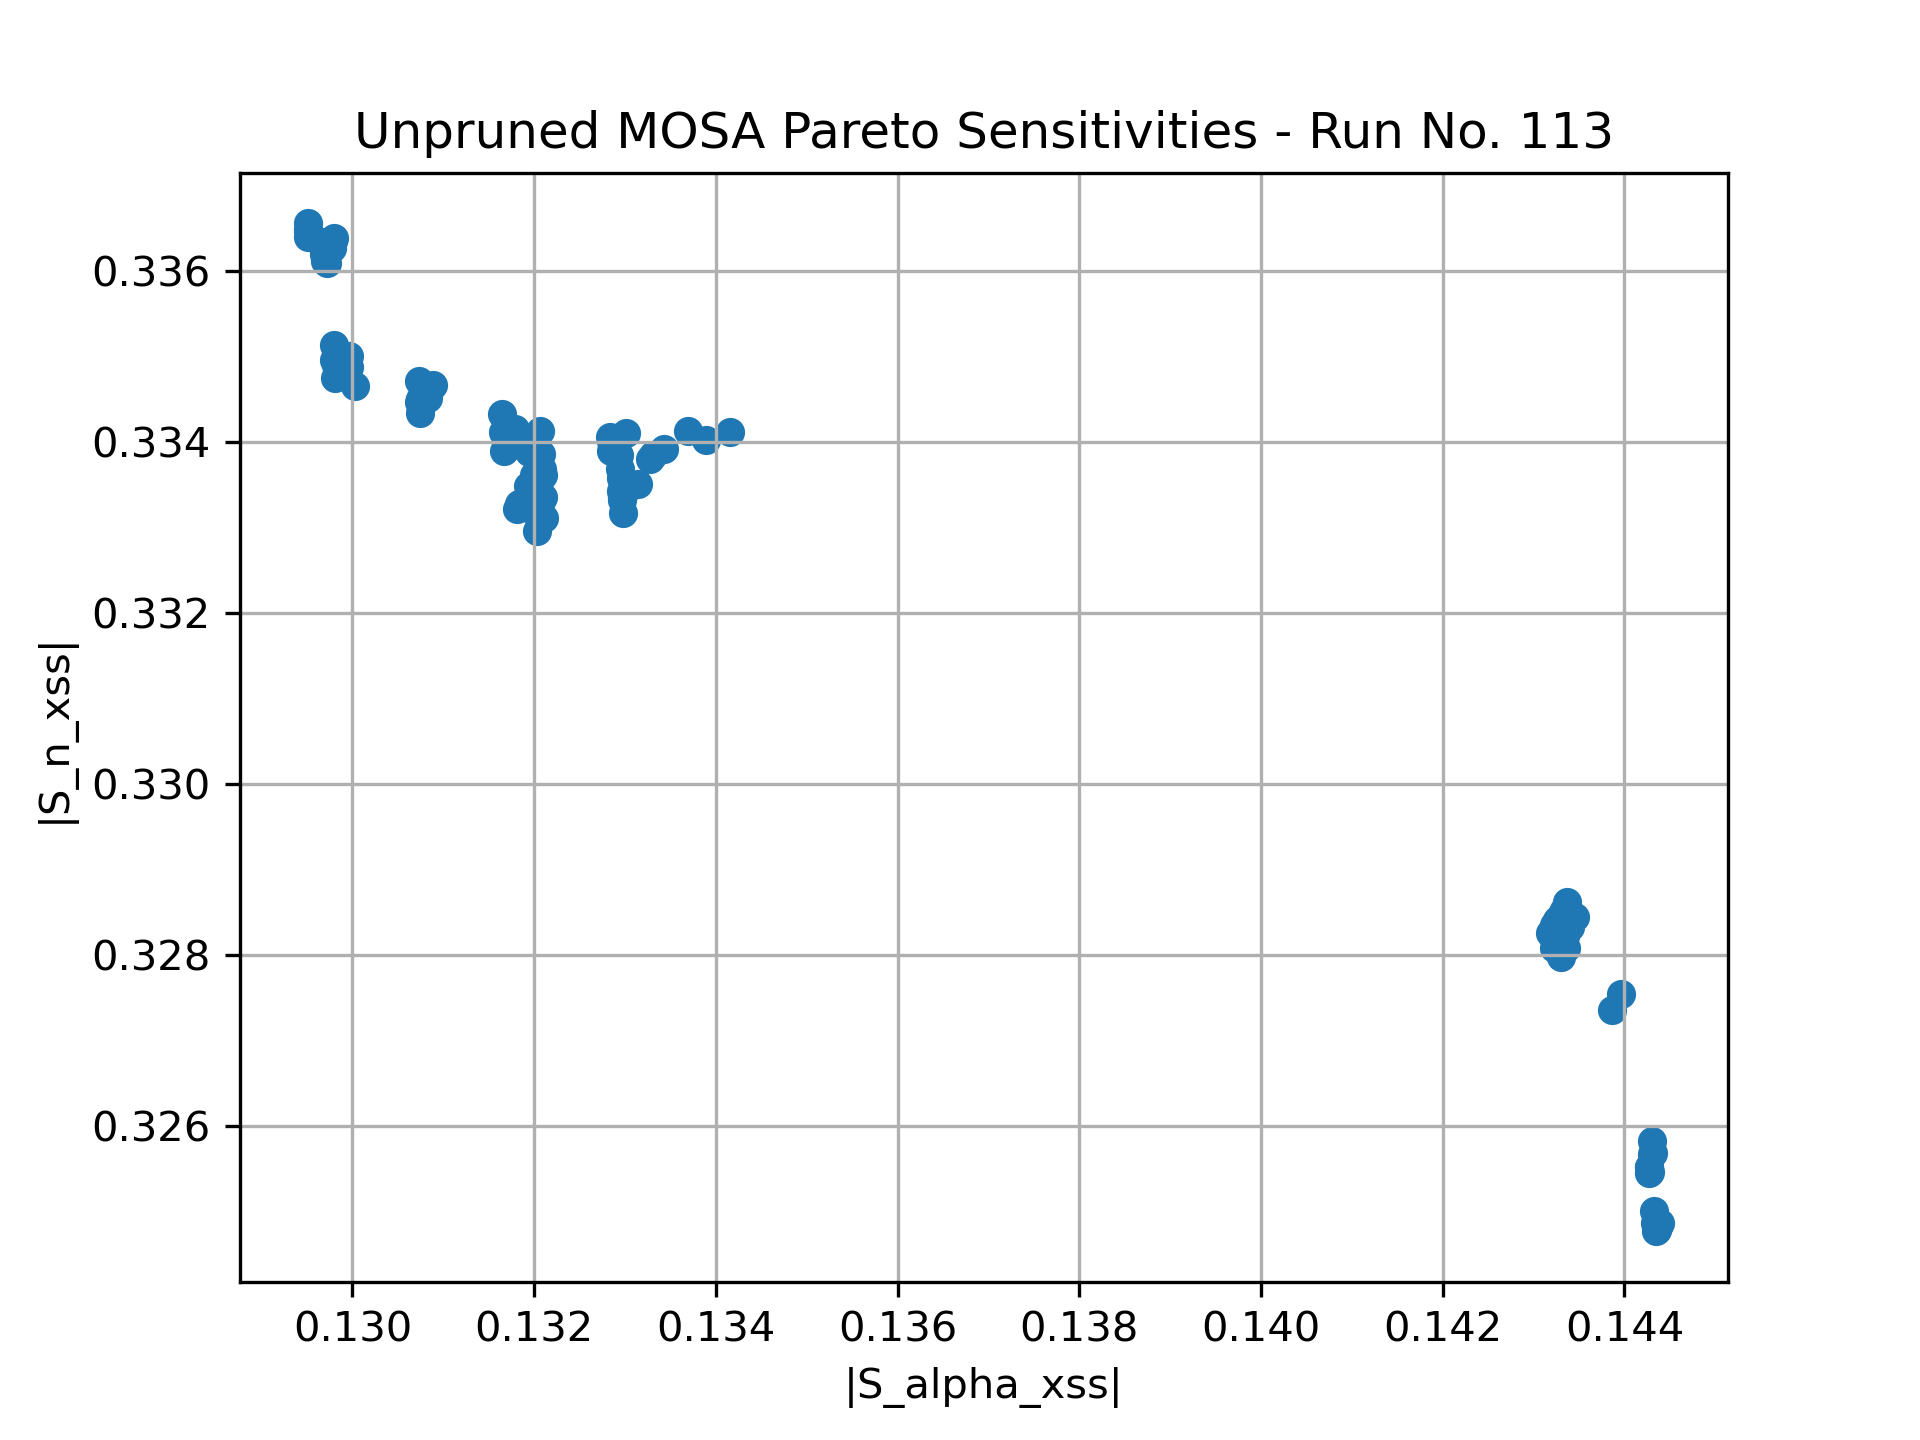 Unpruned MOSA Pareto Sensitivities - Run No. 113
|S_n_xss|
0.336
0.334
0.332
0.330
0.328
0.326
0.130 0.132 0.134 0.136 0.138 0.140 0.142 0.144
|S_alpha_xss|